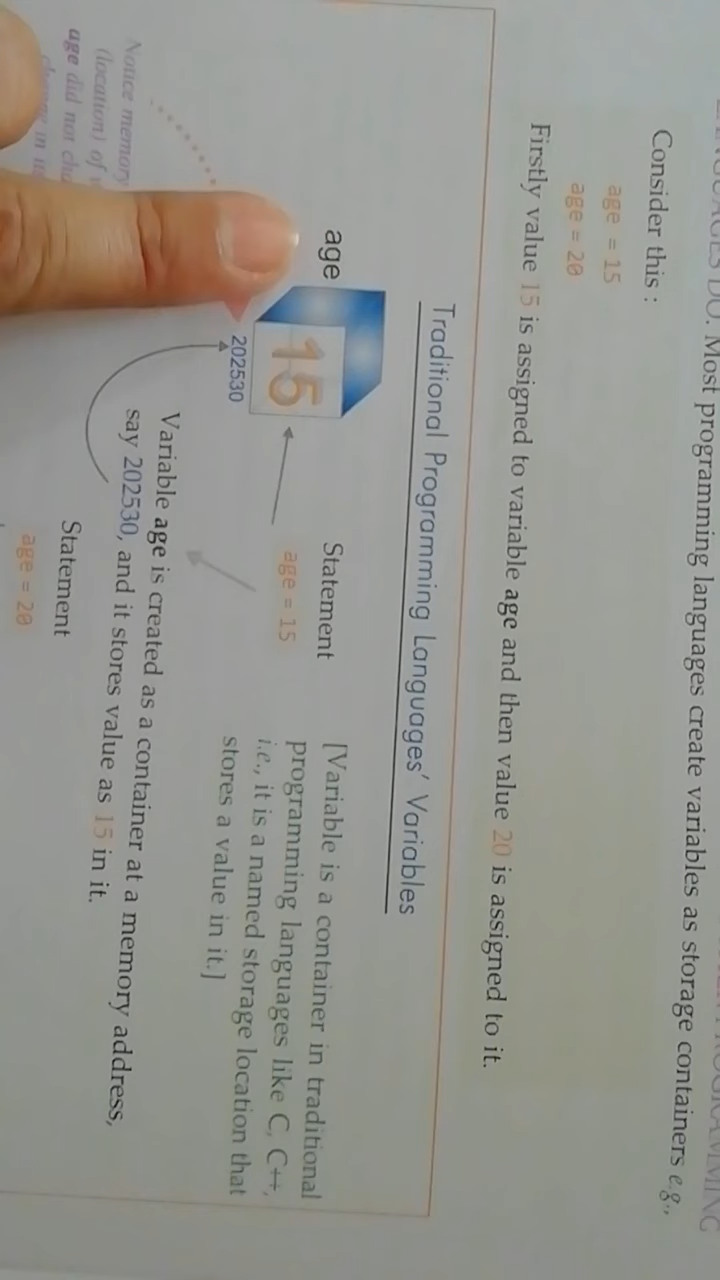 DO. Most programming languages create variables as storage containers e.g.,
Consider this :
age = 15
age = 20
Firstly value 15 is assigned to variable age and then value 20 is assigned to it.
Traditional Programming Languages' Variables
age
15
202530
Statement
age = 15
[Variable is a container in traditional
programming languages like C, C++,
i.e., it is a named storage location that
stores a value in it.]
Variable age is created as a container at a memory address,
say 202530, and it stores value as 15 in it.
Notice memory
(location) of
age did not
in
Statement
age = 20